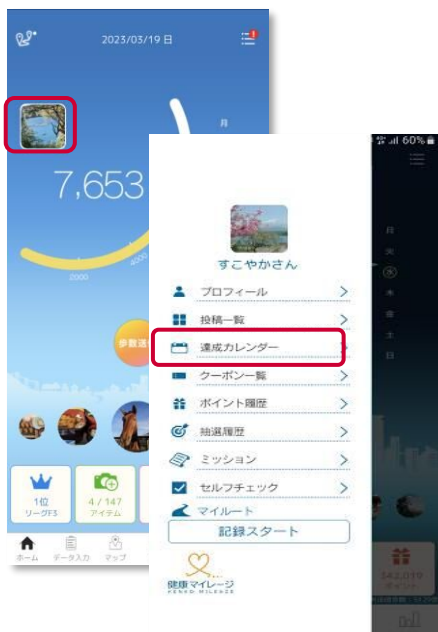 2023/03/19 日
月
7,653
2000
4000
歩数送
1位
リーグF3
4 / 147
アイテム
ホーム
データ入力
マップ
60%
すこやかさん
プロフィール
投稿一覧
達成カレンダー
クーポン一覧
ポイント履歴
抽選履歴
ミッション
セルフチェック
マイルート
記録スタート
健康マイレージ
KENKO MILEAGE
月
火
水
木
金
土
日
342,019
ポイント